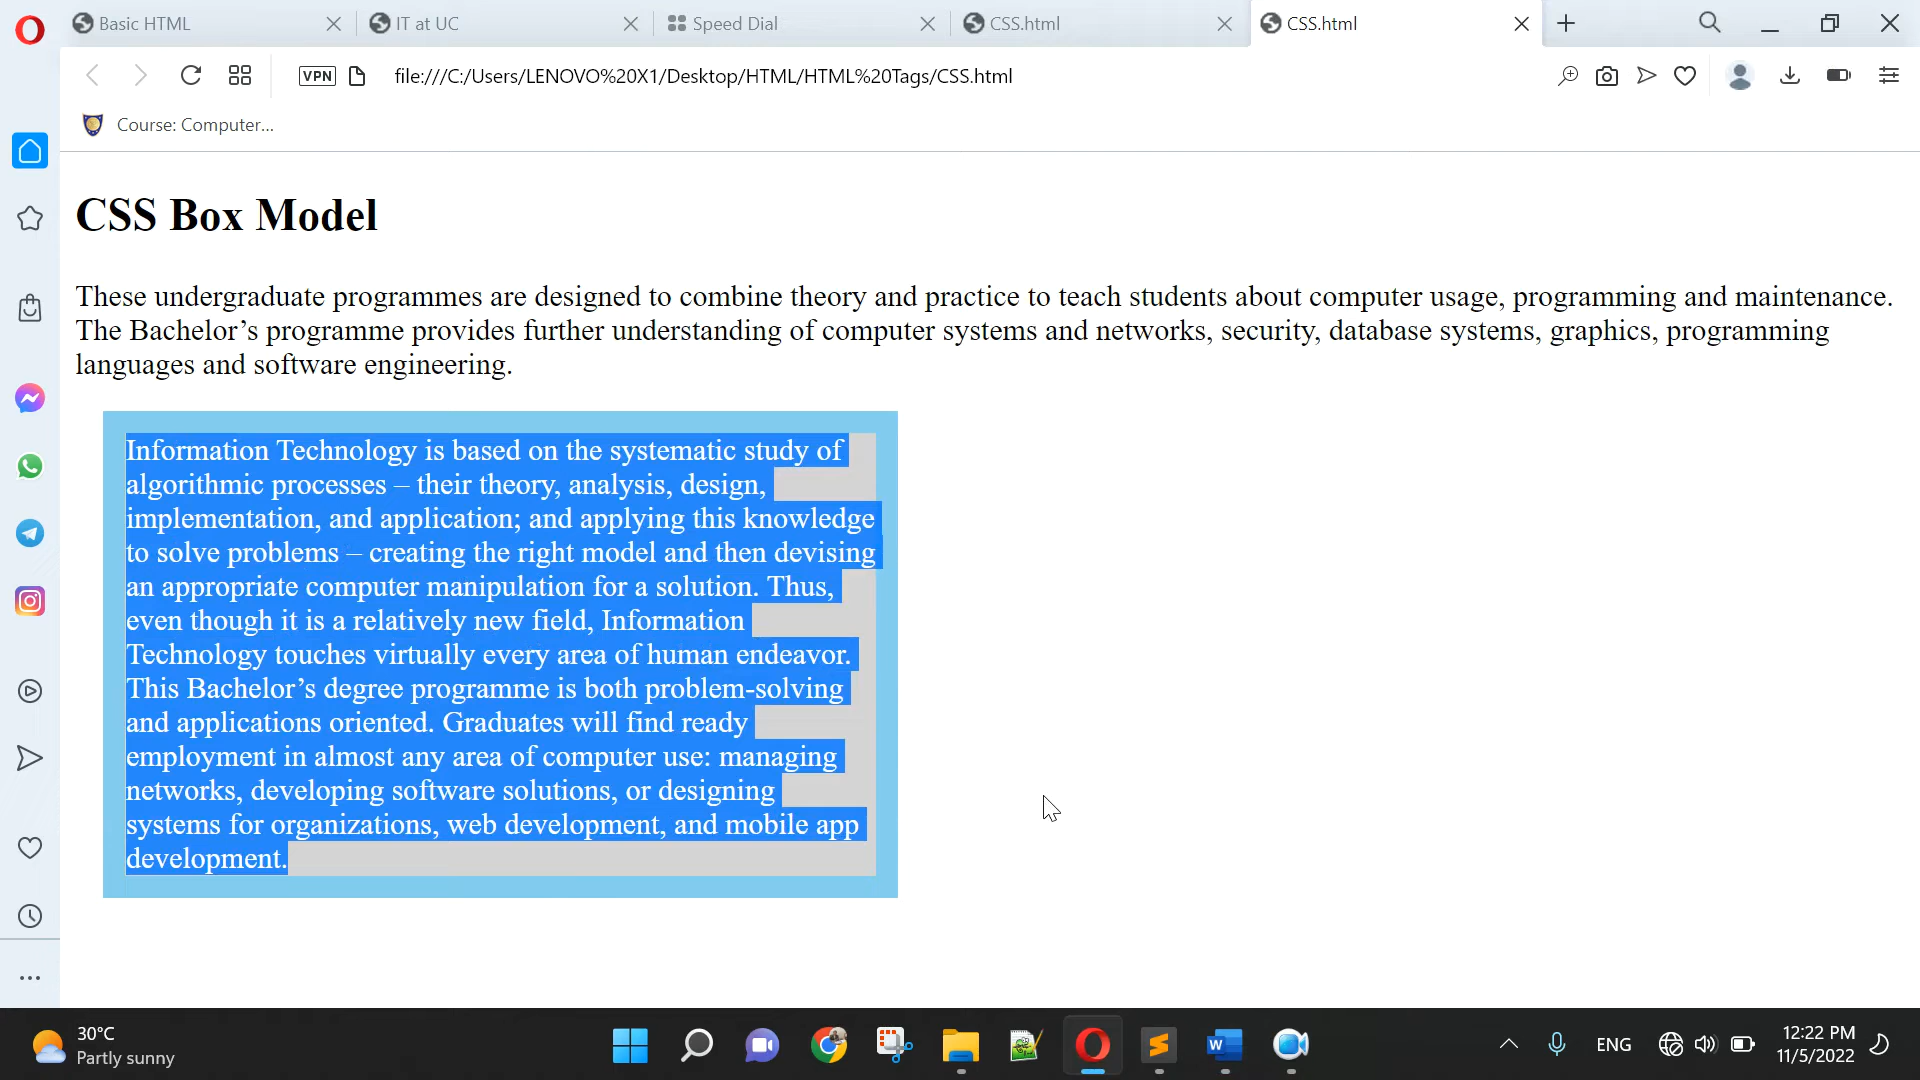 Basic HTML
IT at UC
Speed Dial
CSS.html
CSS.html
VPN
file:///C:/Users/LENOVO%20X1/Desktop/HTML/HTML%20Tags/CSS.html
Course: Computer...
CSS Box Model
These undergraduate programmes are designed to combine theory and practice to teach students about computer usage, programming and maintenance.
The Bachelor’s programme provides further understanding of computer systems and networks, security, database systems, graphics, programming
languages and software engineering.
Information Technology is based on the systematic study of
algorithmic processes – their theory, analysis, design,
implementation, and application; and applying this knowledge
to solve problems – creating the right model and then devising
an appropriate computer manipulation for a solution. Thus,
even though it is a relatively new field, Information
Technology touches virtually every area of human endeavor.
This Bachelor’s degree programme is both problem-solving
and applications oriented. Graduates will find ready
employment in almost any area of computer use: managing
networks, developing software solutions, or designing
systems for organizations, web development, and mobile app
development.
30°C
Partly sunny
W
ENG
12:22 PM
11/5/2022